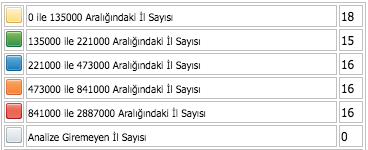 0 ile 135000 Aralığındaki İl Sayısı 18
135000 ile 221000 Aralığındaki İl Sayısı 15
221000 ile 473000 Aralığındaki İl Sayısı 16
473000 ile 841000 Aralığındaki İl Sayısı 16
841000 ile 2887000 Aralığındaki İl Sayısı 16
Analize Giremeyen İl Sayısı 0